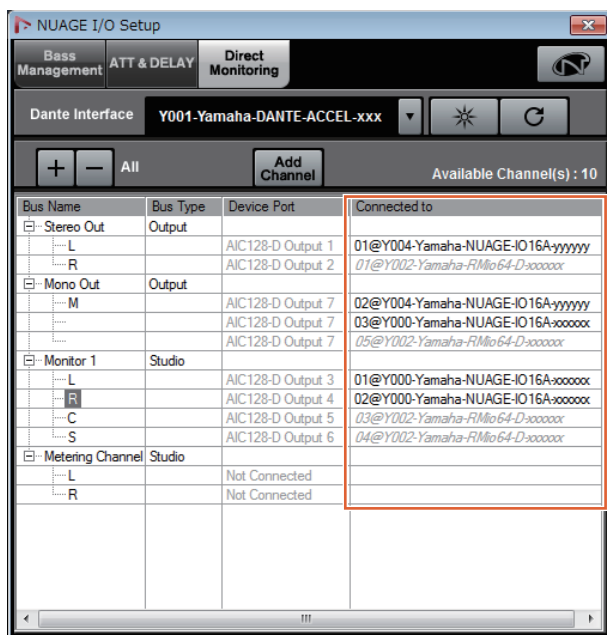 NUAGE I/O Setup
Bass Management ATT & DELAY Direct Monitoring
Dante Interface Y001-Yamaha-DANTE-ACCEL-xxx
+ − All Add Channel Available Channel(s) : 10
Bus Name Bus Type Device Port Connected to
Stereo Out Output
L AIC128-D Output 1 01@Y004-Yamaha-NUAGE-IO16A-yyyyyy
R AIC128-D Output 2 01@Y002-Yamaha-RMio64-D-xxxxxx
Mono Out Output
M AIC128-D Output 7 02@Y004-Yamaha-NUAGE-IO16A-yyyyyy
AIC128-D Output 7 03@Y000-Yamaha-NUAGE-IO16A-xxxxxx
AIC128-D Output 7 05@Y002-Yamaha-RMio64-D-xxxxxx
Monitor 1 Studio
L AIC128-D Output 3 01@Y000-Yamaha-NUAGE-IO16A-xxxxxx
R AIC128-D Output 4 02@Y000-Yamaha-NUAGE-IO16A-xxxxxx
C AIC128-D Output 5 03@Y002-Yamaha-RMio64-D-xxxxxx
S AIC128-D Output 6 04@Y002-Yamaha-RMio64-D-xxxxxx
Metering Channel Studio
L Not Connected
R Not Connected